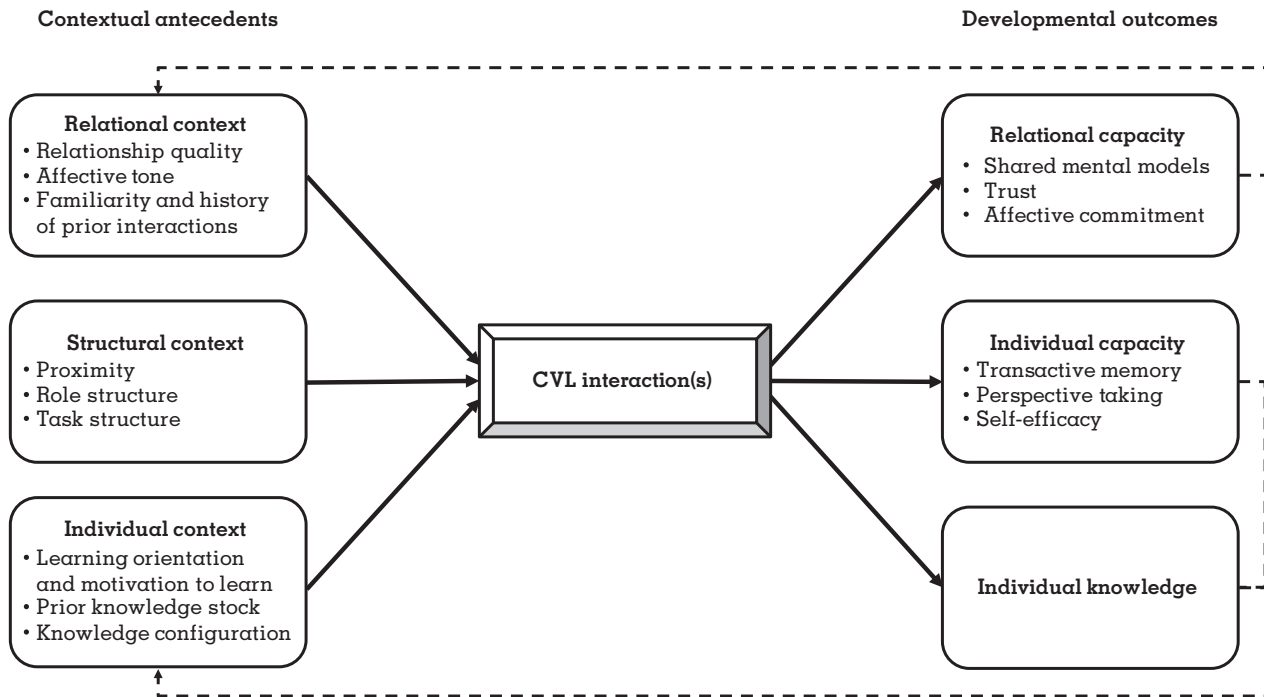 Contextual antecedents
Developmental outcomes
Relational context
• Relationship quality
• Affective tone
• Familiarity and history
of prior interactions
Structural context
• Proximity
• Role structure
• Task structure
Individual context
• Learning orientation
and motivation to learn
• Prior knowledge stock
• Knowledge configuration
CVL interaction(s)
Relational capacity
• Shared mental models
• Trust
• Affective commitment
Individual capacity
• Transactive memory
• Perspective taking
• Self-efficacy
Individual knowledge